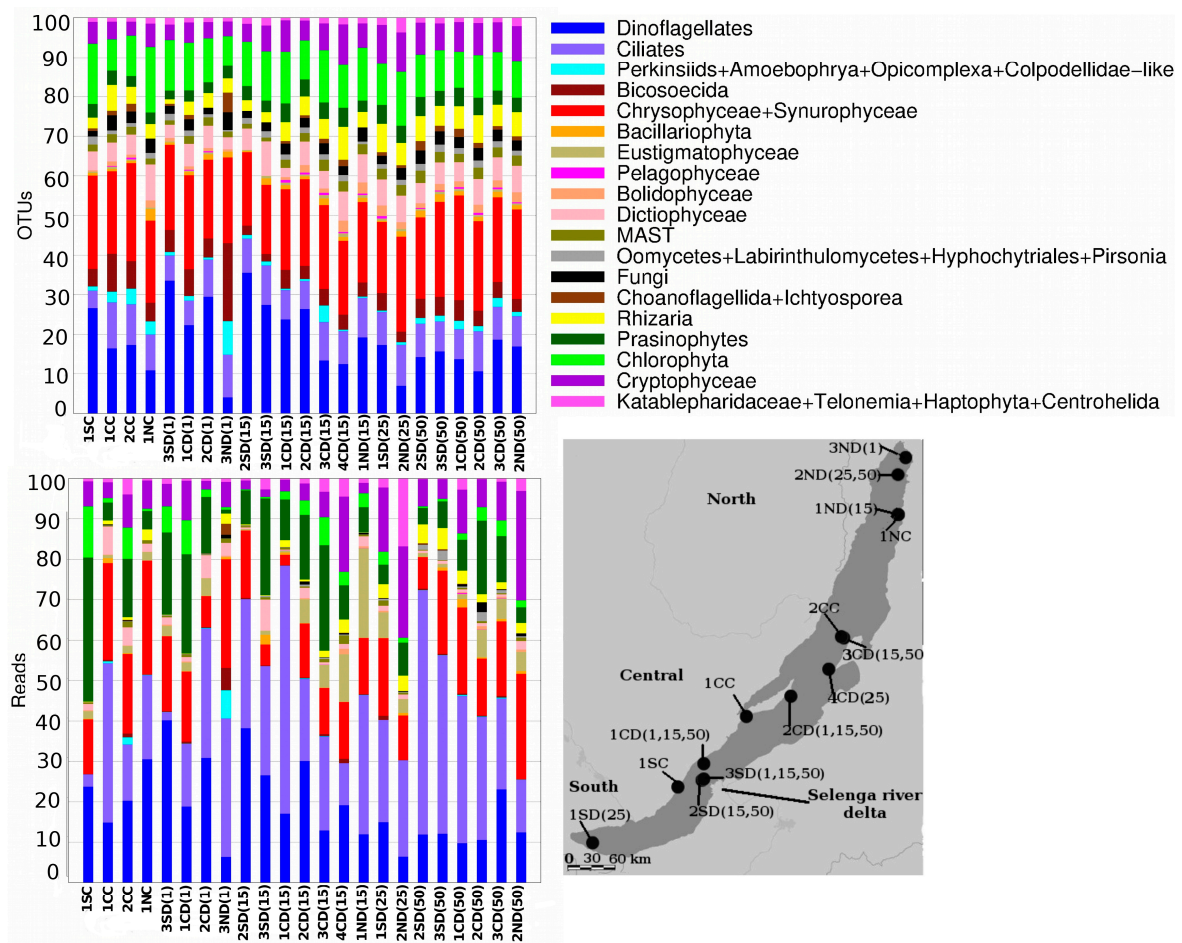 100
90
80
70
60
50
40
30
20
10
0
OTUs
1SC
1CC
2CC
1NC
3SD(1)
1CD(1)
2CD(1)
3ND(1)
2SD(15)
3SD(15)
1CD(15)
2CD(15)
3CD(15)
4CD(15)
1ND(15)
1SD(25)
2ND(25)
2SD(50)
3SD(50)
1CD(50)
2CD(50)
3CD(50)
2ND(50)
Dinoflagellates
Ciliates
Perkinsiids+Amoebophrya+Opicomplexa+Colpodellidae-like
Bicosoecida
Chrysophyceae+Synurophyceae
Bacillariophyta
Eustigmatophyceae
Pelagophyceae
Bolidophyceae
Dictiophyceae
MAST
Oomycetes+Labirinthulomycetes+Hyphochytriales+Pirsonia
Fungi
Choanoflagellida+Ichtyosporea
Rhizaria
Prasinophytes
Chlorophyta
Cryptophyceae
Katablepharidaceae+Telonemia+Haptophyta+Centrohelida
100
90
80
70
60
50
40
30
20
10
0
Reads
1SC
1CC
2CC
1NC
3SD(1)
1CD(1)
2CD(1)
3ND(1)
2SD(15)
3SD(15)
1CD(15)
2CD(15)
3CD(15)
4CD(15)
1ND(15)
1SD(25)
2ND(25)
2SD(50)
3SD(50)
1CD(50)
2CD(50)
3CD(50)
2ND(50)
3ND(1)
2ND(25,50)
North
1ND(15)
1NC
2CC
3CD(15,50
Central
1CC
4CD(25)
2CD(1,15,50)
1CD(1,15,50)
1SC
3SD(1,15,50)
South
Selenga river
delta
2SD(15,50)
1SD(25)
0 30 60 km